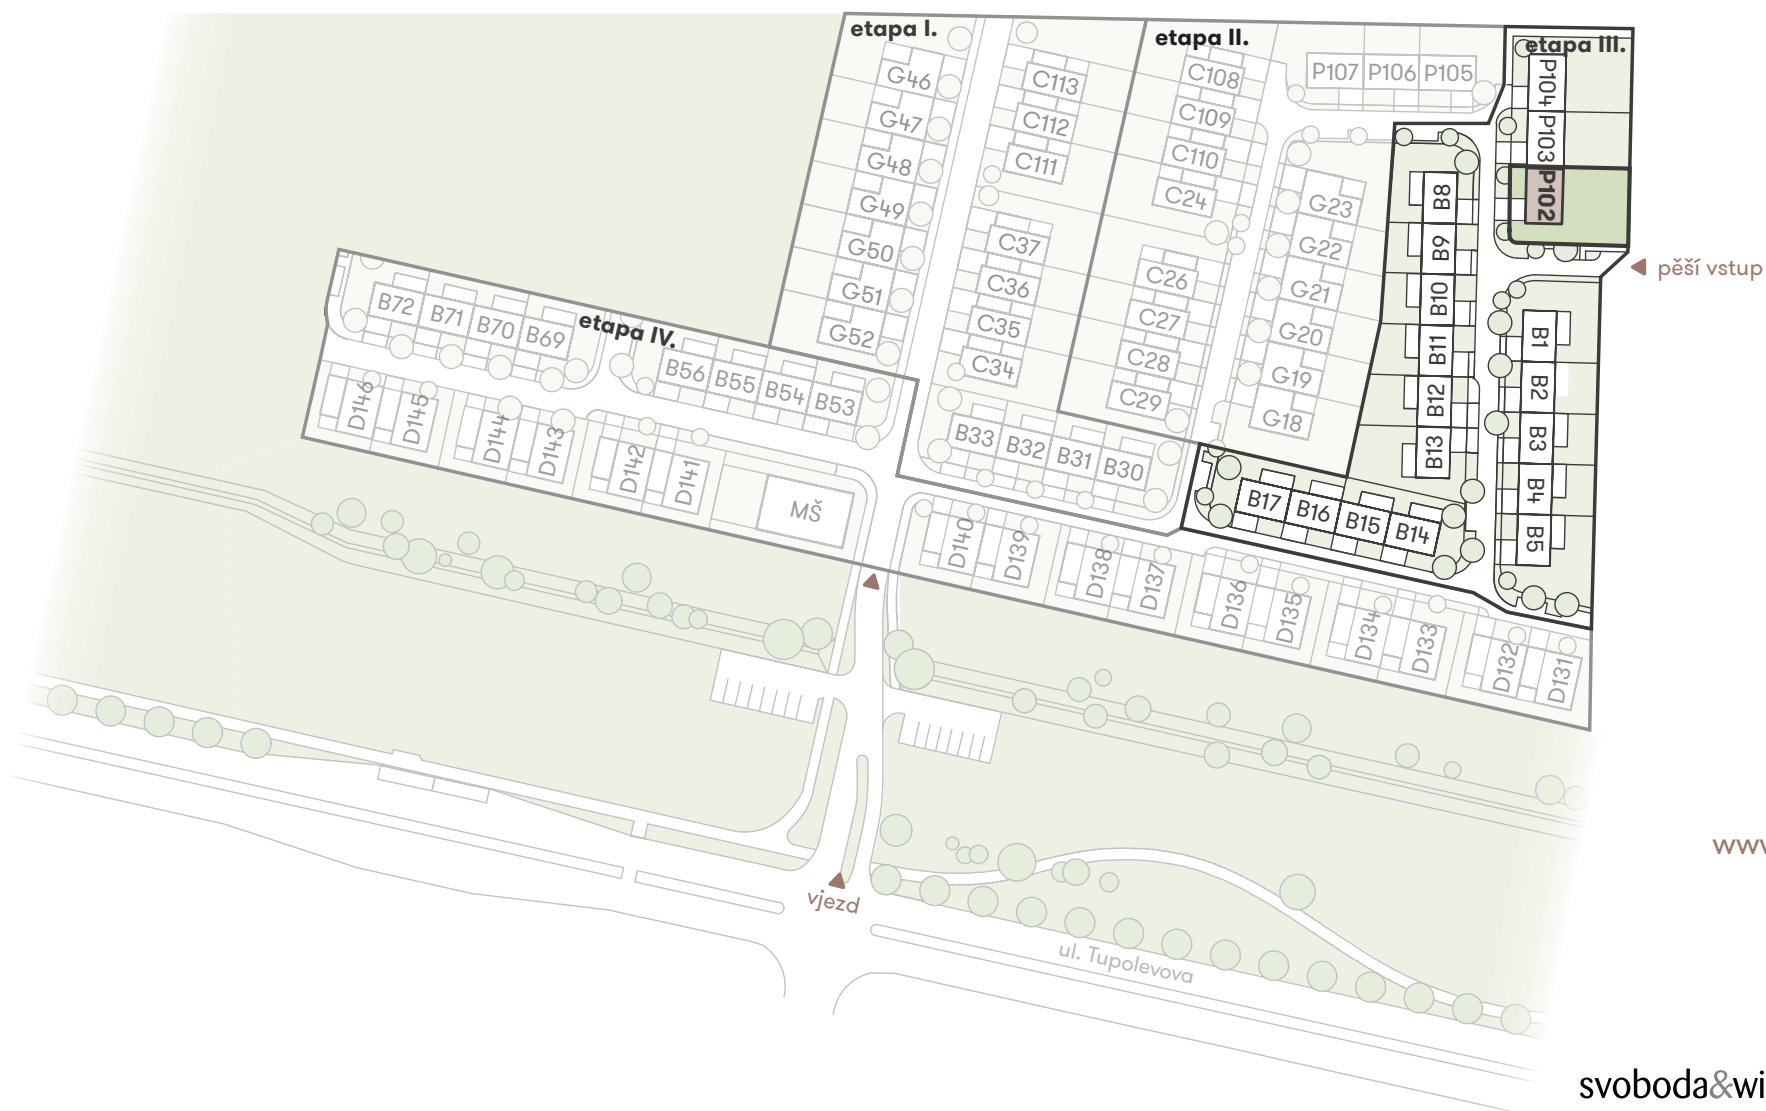 etapa I.
etapa II.
etapa III.
G46
G47
G48
G49
G50
G51
G52
C113
C112
C111
C37
C36
C35
C34
C108
C109
C110
C24
C26
C27
C28
C29
P107
P106
P105
G23
G22
G21
G20
G19
G18
P104
P103
P102
B8
B9
B10
B11
B12
B13
B1
B2
B3
B4
B5
pěší vstup
etapa IV.
B72
B71
B70
B69
B56
B55
B54
B53
B33
B32
B31
B30
B17
B16
B15
B14
D146
D145
D144
D143
D142
D141
MŠ
D140
D139
D138
D137
D136
D135
D134
D133
D132
D131
vjezd
ul. Tupolevova
www
svoboda&wi